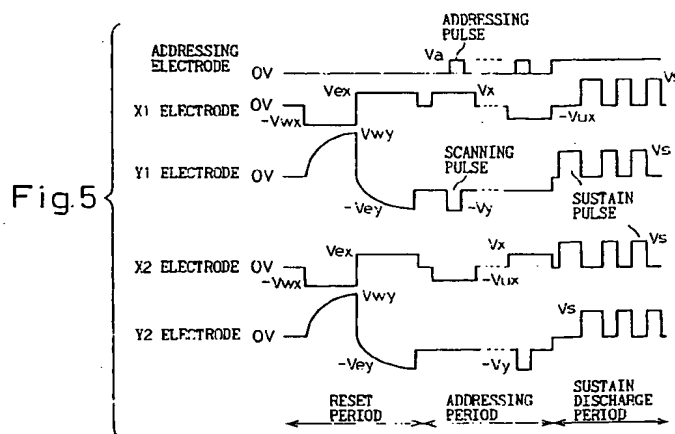 ADDRESSING PULSE
ADDRESSING ELECTRODE
Va
0V
Vex
Vx
Vs
X1 ELECTRODE
0V
-Vwx
-Vux
Vwy
Y1 ELECTRODE
0V
SCANNING PULSE
Vs
-Vey
-Vy
SUSTAIN PULSE
Fig.5
Vex
Vx
Vs
X2 ELECTRODE
0V
-Vwx
-Vux
Vwy
Vs
Y2 ELECTRODE
0V
-Vey
-Vy
RESET PERIOD
ADDRESSING PERIOD
SUSTAIN DISCHARGE PERIOD